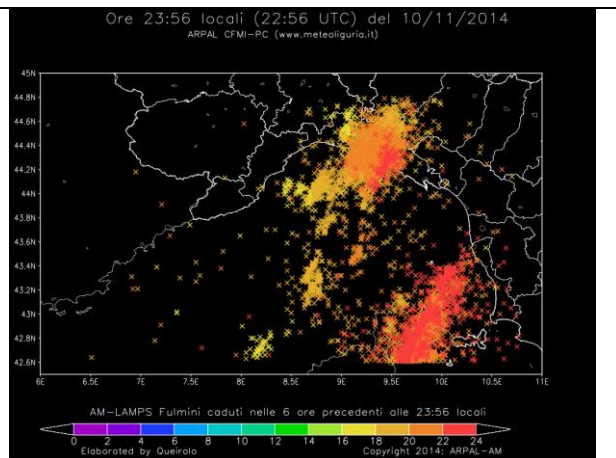 Ore 23:56 locali (22:56 UTC) del 10/11/2014
ARPAL CFMI-PC (www.meteoliguria.it)
45N
44.8N
44.6N
44.4N
44.2N
44N
43.8N
43.6N
43.4N
43.2N
43N
42.8N
42.6N
6E 6.5E 7E 7.5E 8E 8.5E 9E 9.5E 10E 10.5E 11E
AM-LAMPS Fulmini caduti nelle 6 ore precedenti alle 23:56 locali
0 2 4 6 8 10 12 14 16 18 20 22 24
Elaborated by Queirolo Copyright 2014: ARPAL-AM